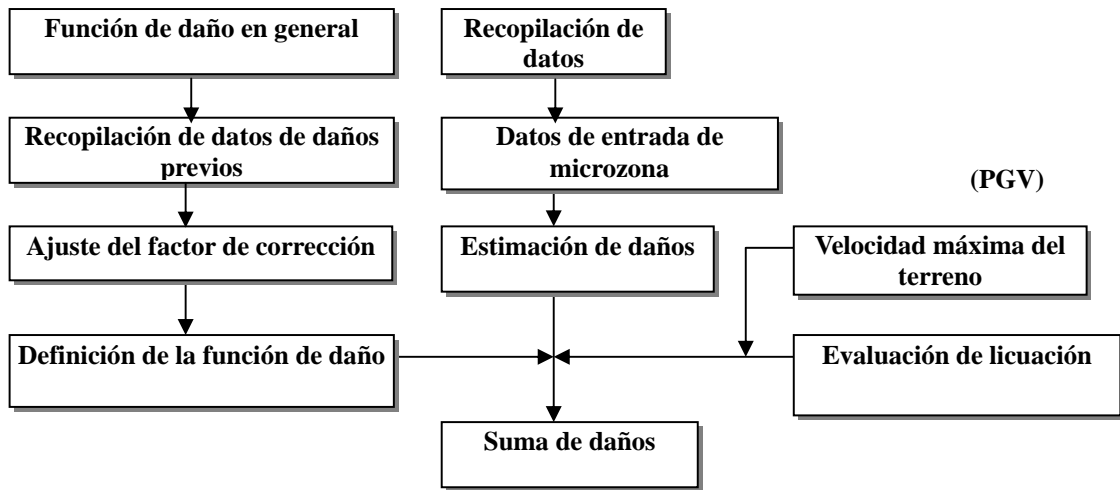 Función de daño en general
Recopilación de
datos
Recopilación de datos de daños
previos
Datos de entrada de
microzona
(PGV)
Ajuste del factor de corrección
Estimación de daños
Velocidad máxima del
terreno
Definición de la función de daño
Evaluación de licuación
Suma de daños